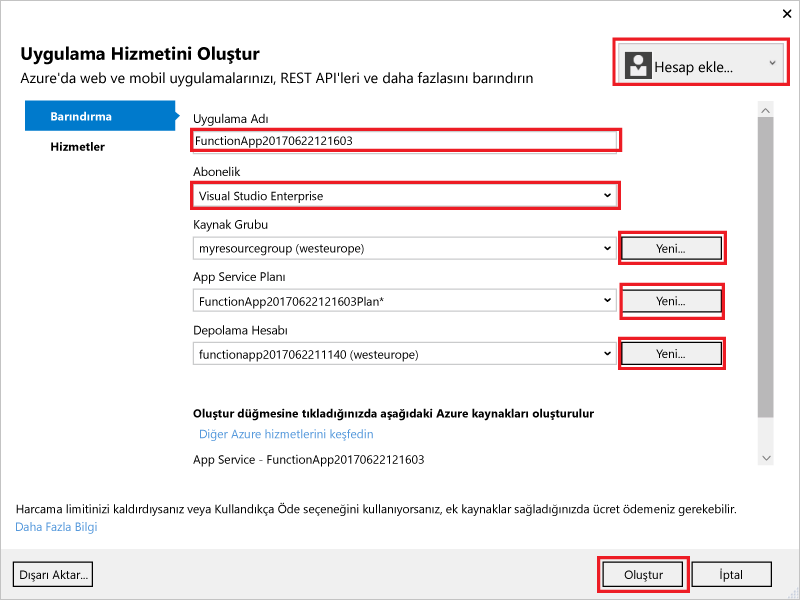 Uygulama Hizmetini Oluştur
Azure'da web ve mobil uygulamalarınızı, REST API'leri ve daha fazlasını barındırın
Hesap ekle...
Barındırma
Hizmetler
Uygulama Adı
FunctionApp20170622121603
Abonelik
Visual Studio Enterprise
Kaynak Grubu
myresourcegroup (westeurope)
Yeni...
App Service Planı
FunctionApp20170622121603Plan*
Yeni...
Depolama Hesabı
functionapp2017062211140 (westeurope)
Yeni...
Oluştur düğmesine tıkladığınızda aşağıdaki Azure kaynakları oluşturulur
Diğer Azure hizmetlerini keşfedin
App Service - FunctionApp20170622121603
Harcama limitinizi kaldırdıysanız veya Kullandıkça Öde seçeneğini kullanıyorsanız, ek kaynaklar sağladığınızda ücret ödemeniz gerekebilir.
Daha Fazla Bilgi
Dışarı Aktar...
Oluştur
İptal